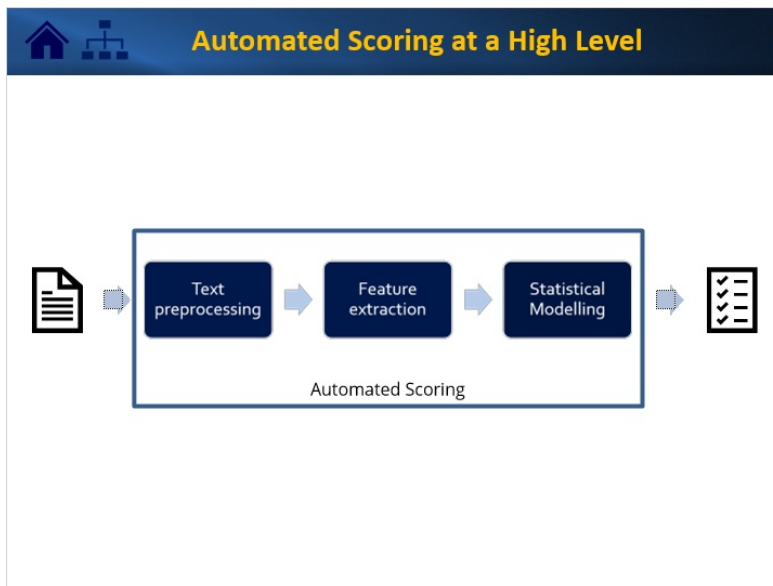 Automated Scoring at a High Level
Text
preprocessing
Feature
extraction
Statistical
Modelling
Automated Scoring